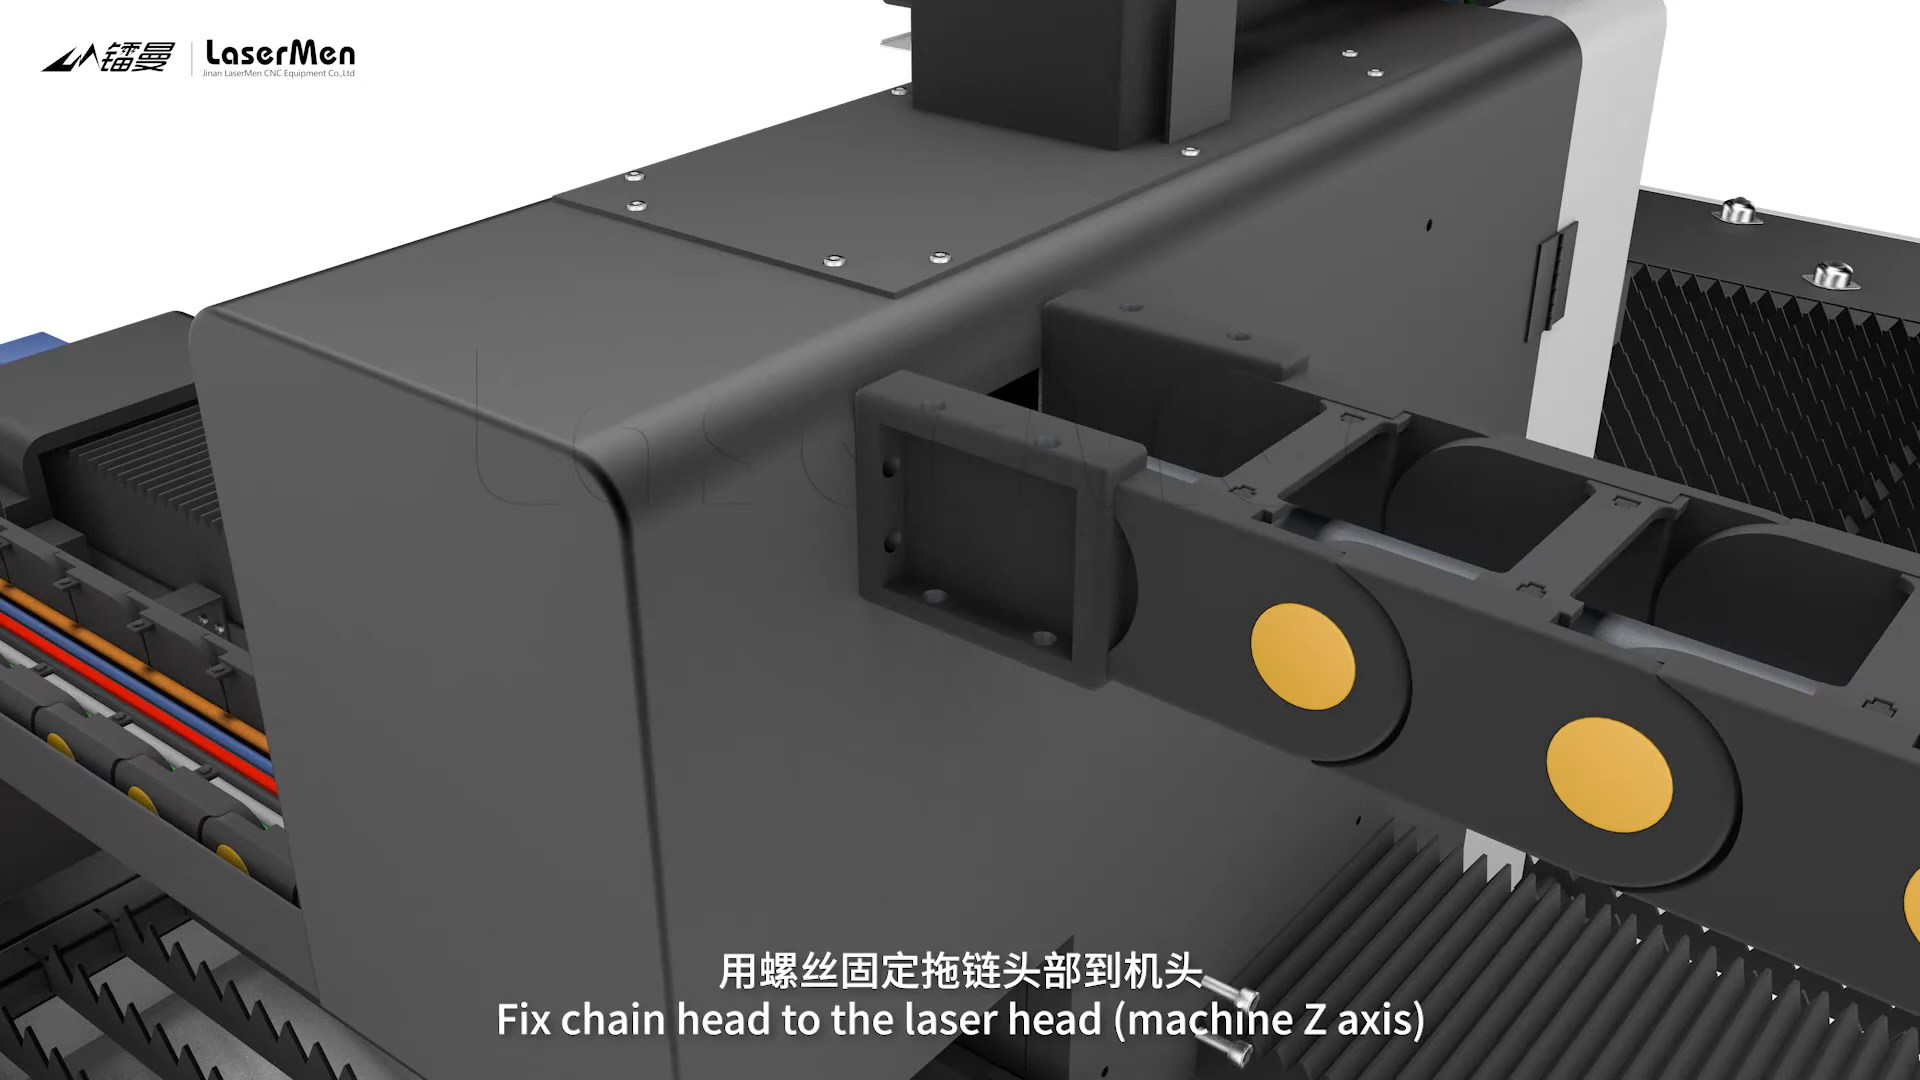 镭曼
LaserMen
Jinan LaserMen CNC Equipment Co.,Ltd
用螺丝固定拖链头部到机头
Fix chain head to the laser head (machine Z axis)